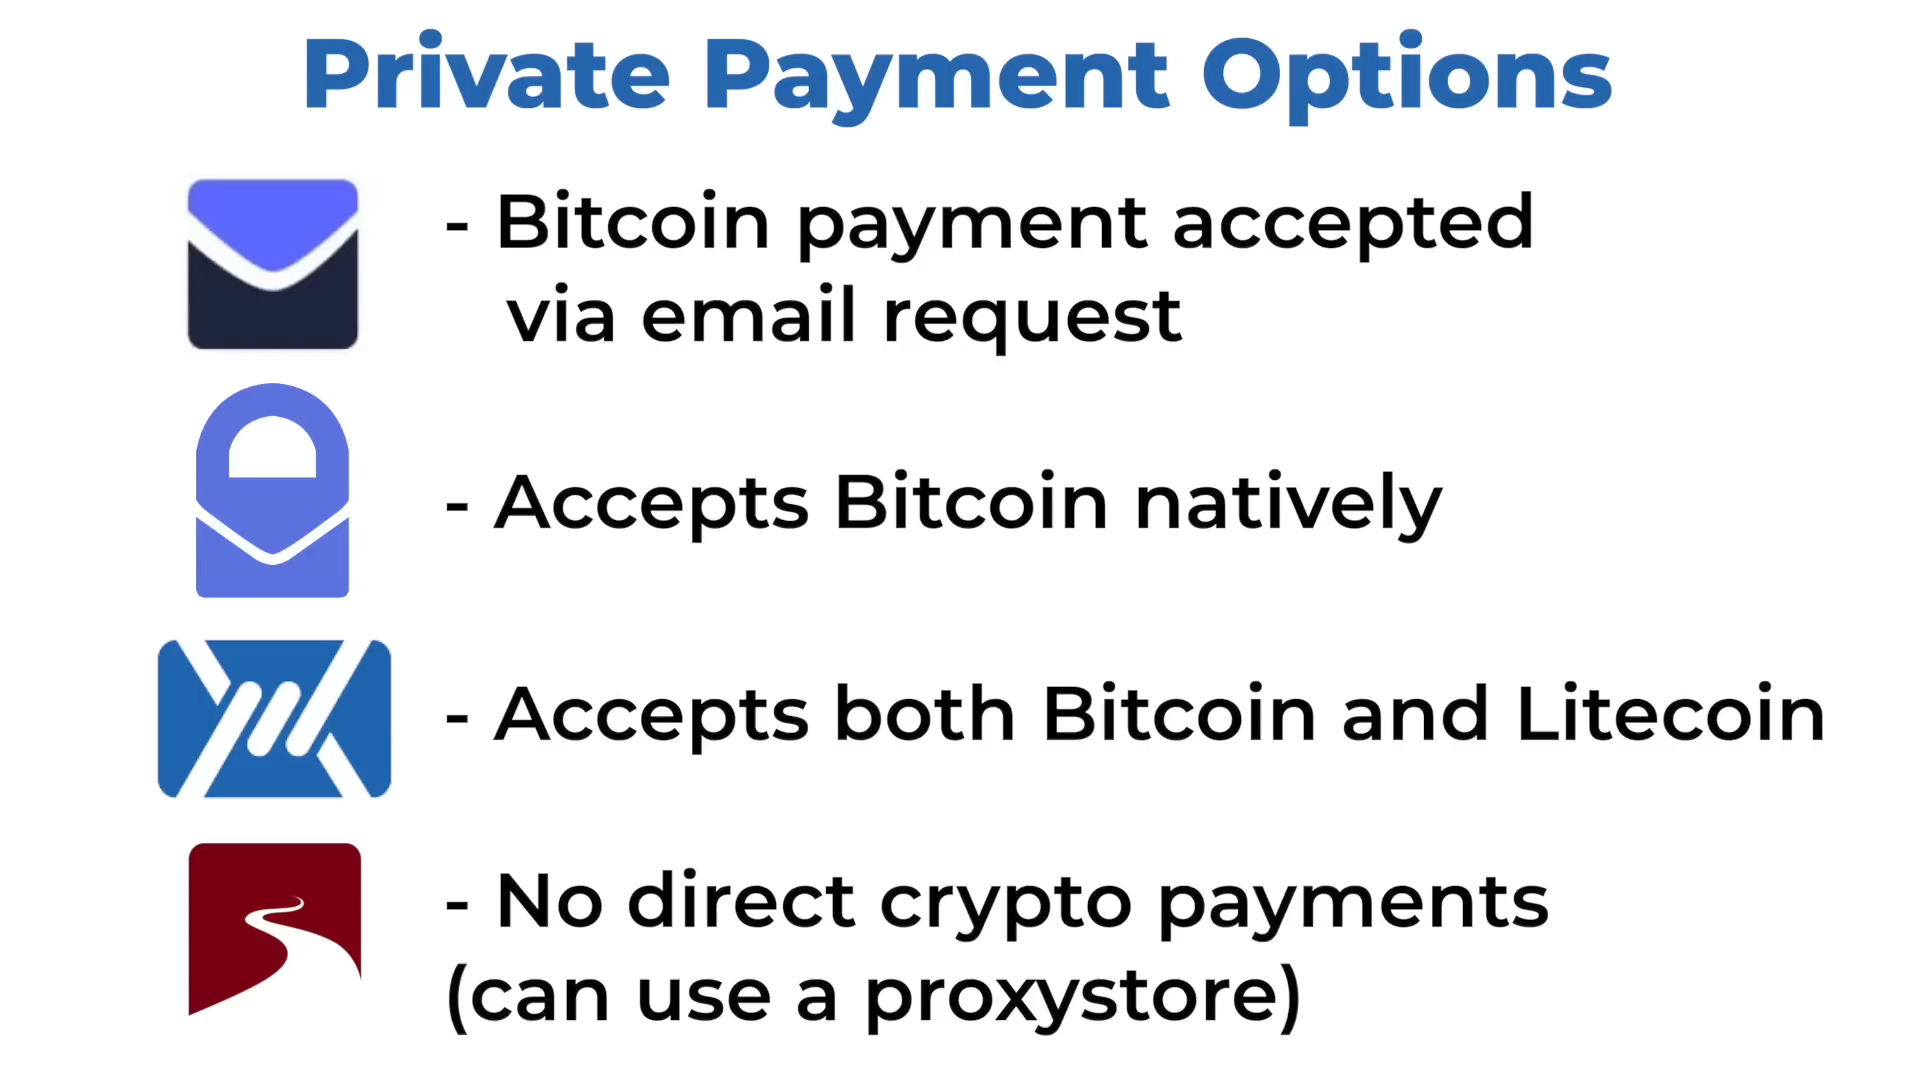 Private Payment Options
- Bitcoin payment accepted
via email request
- Accepts Bitcoin natively
- Accepts both Bitcoin and Litecoin
- No direct crypto payments
(can use a proxystore)